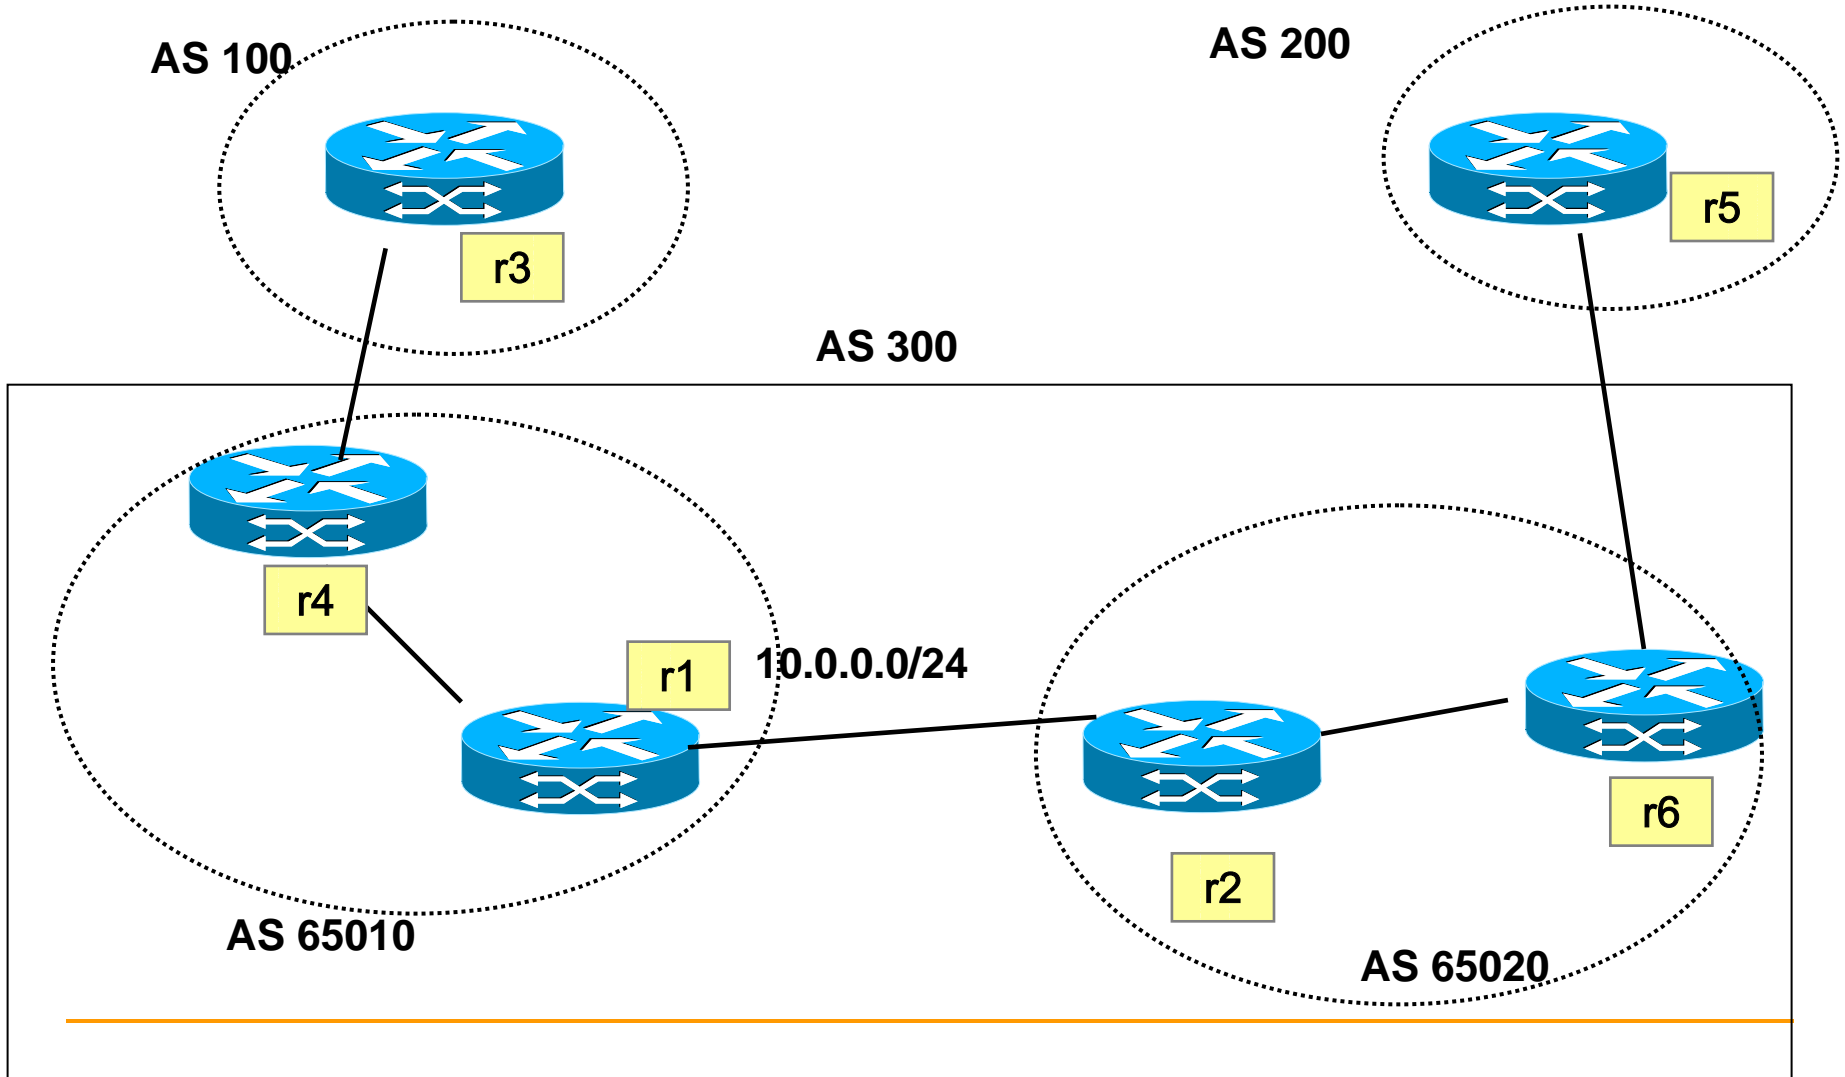 AS 100
AS 200
r3
r5
AS 300
r4
r1
10.0.0.0/24
r6
r2
AS 65010
AS 65020